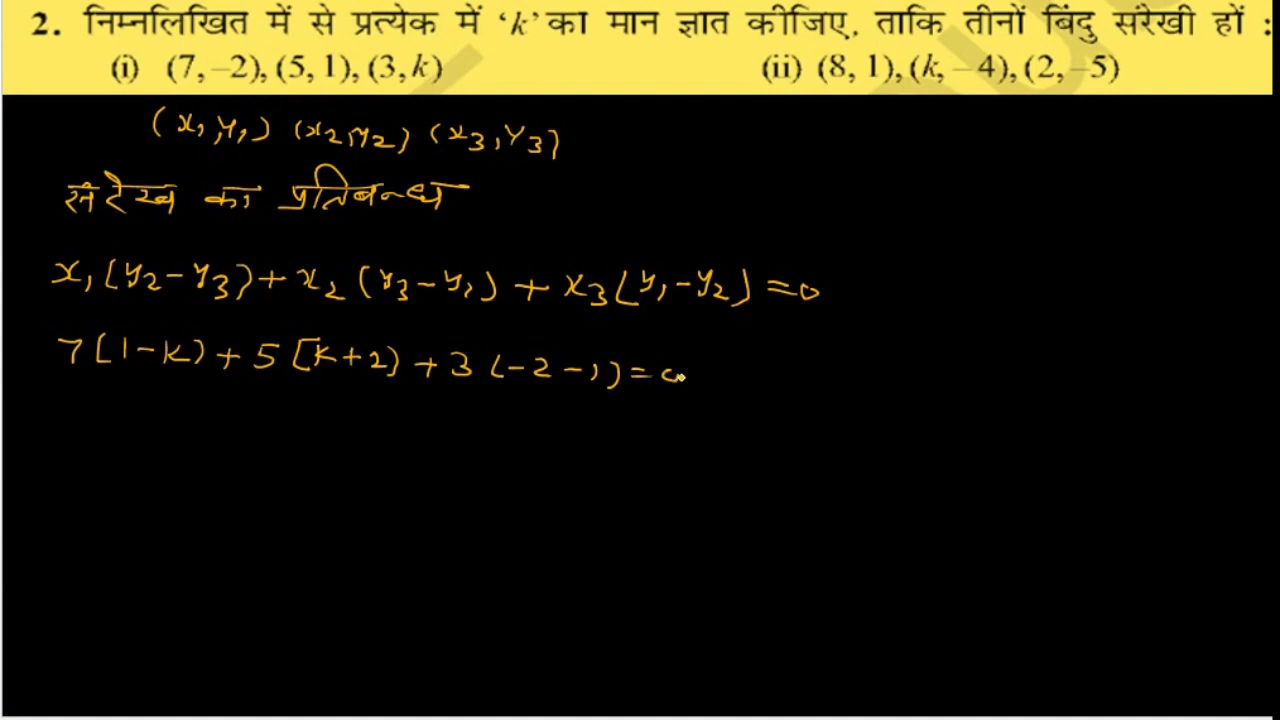 2. निम्नलिखित में से प्रत्येक में ‘k’ का मान ज्ञात कीजिए, ताकि तीनों बिंदु संरेखी हों :
(i) (7, –2), (5, 1), (3, k) (ii) (8, 1), (k, – 4), (2, –5)
(x₁, y₁) (x₂, y₂) (x₃, y₃)
संरेख का प्रतिबन्ध
x₁(y₂ - y₃) + x₂(y₃ - y₁) + x₃(y₁ - y₂) = 0
7(1 - k) + 5[k + 2) + 3(-2 - 1) = 0